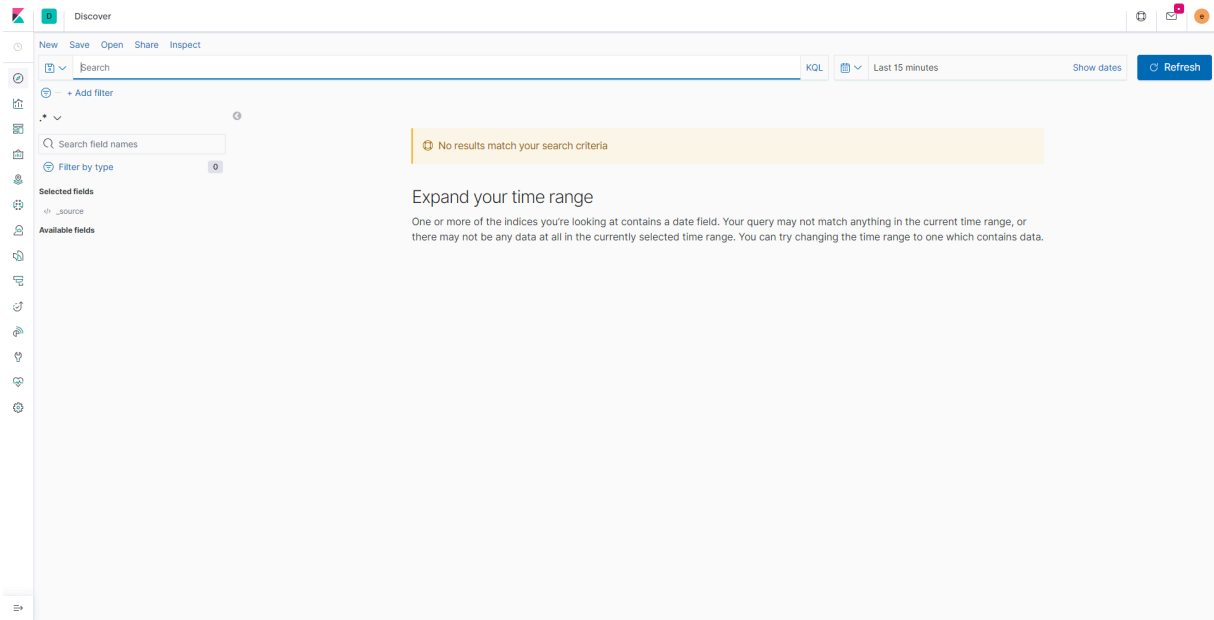 D Discover e
New Save Open Share Inspect
Search KQL Last 15 minutes Show dates Refresh
+ Add filter
.*
Search field names
Filter by type 0
Selected fields
_source
Available fields
No results match your search criteria
Expand your time range
One or more of the indices you're looking at contains a date field. Your query may not match anything in the current time range, or
there may not be any data at all in the currently selected time range. You can try changing the time range to one which contains data.